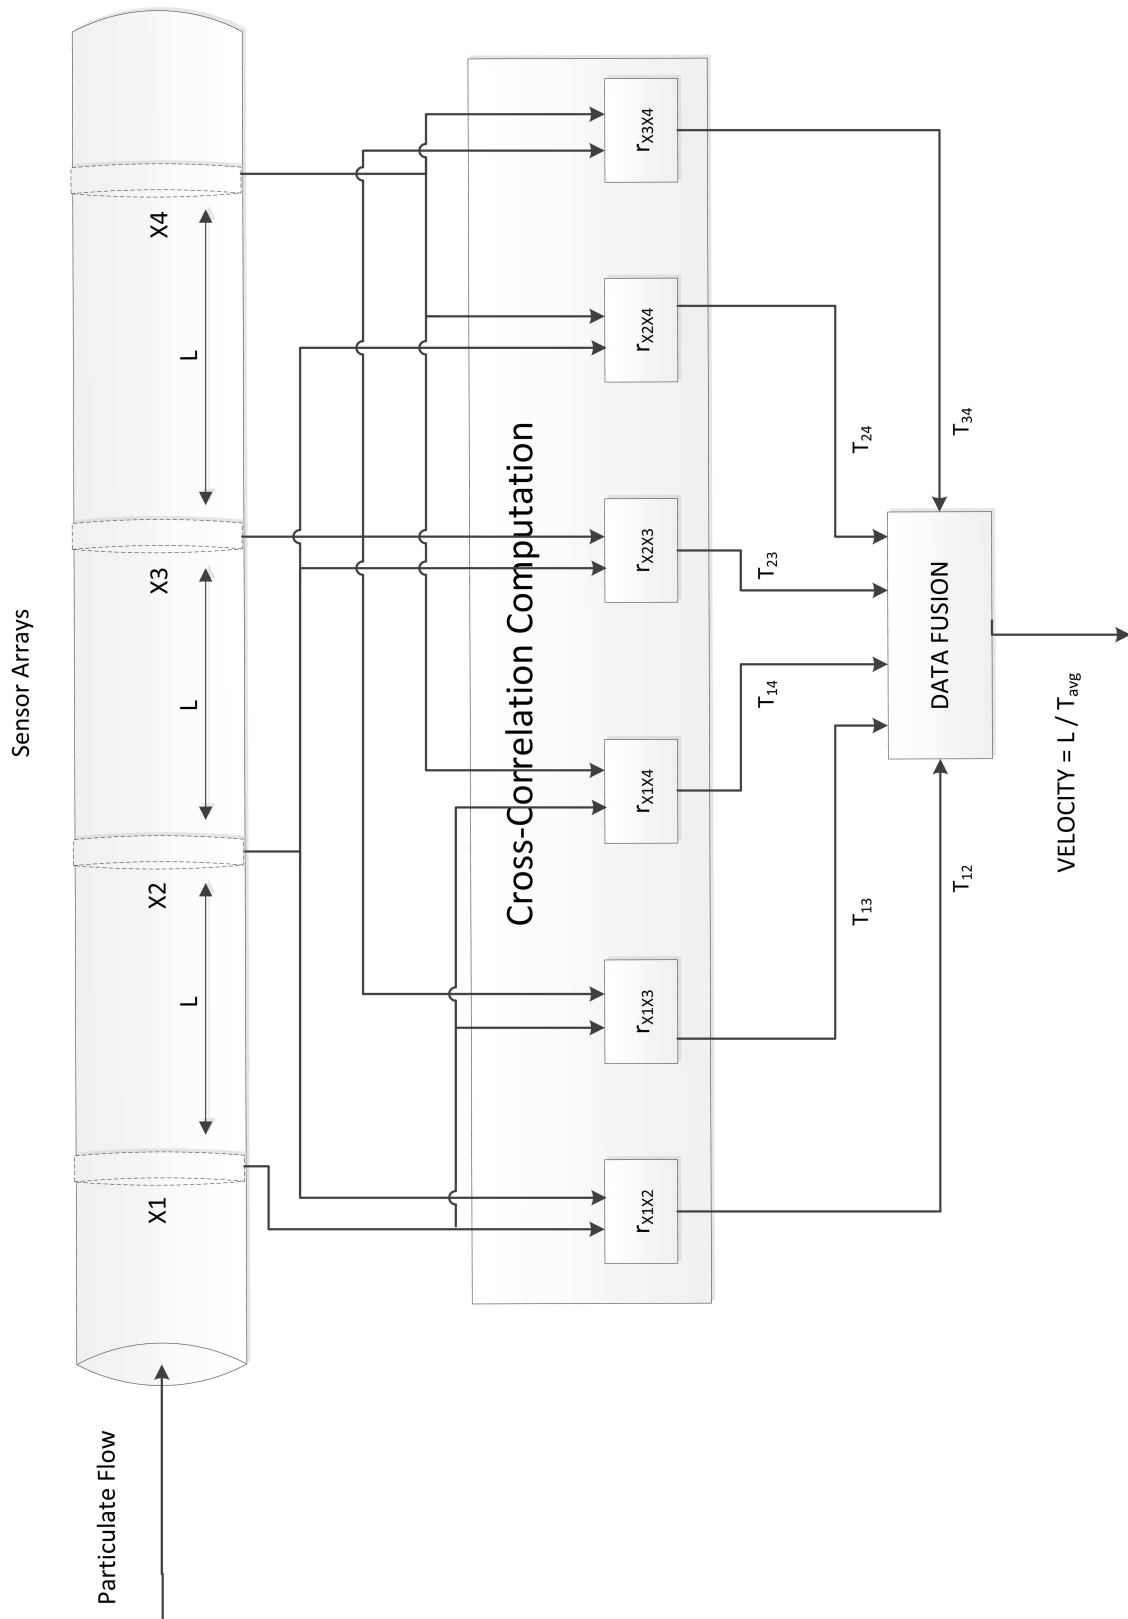 Sensor Arrays
Particulate Flow
X1
X2
X3
X4
L
L
L
Cross-Correlation Computation
rX1X2
rX1X3
rX1X4
rX2X3
rX2X4
rX3X4
T12
T13
T14
T23
T24
T34
DATA FUSION
VELOCITY = L / Tavg